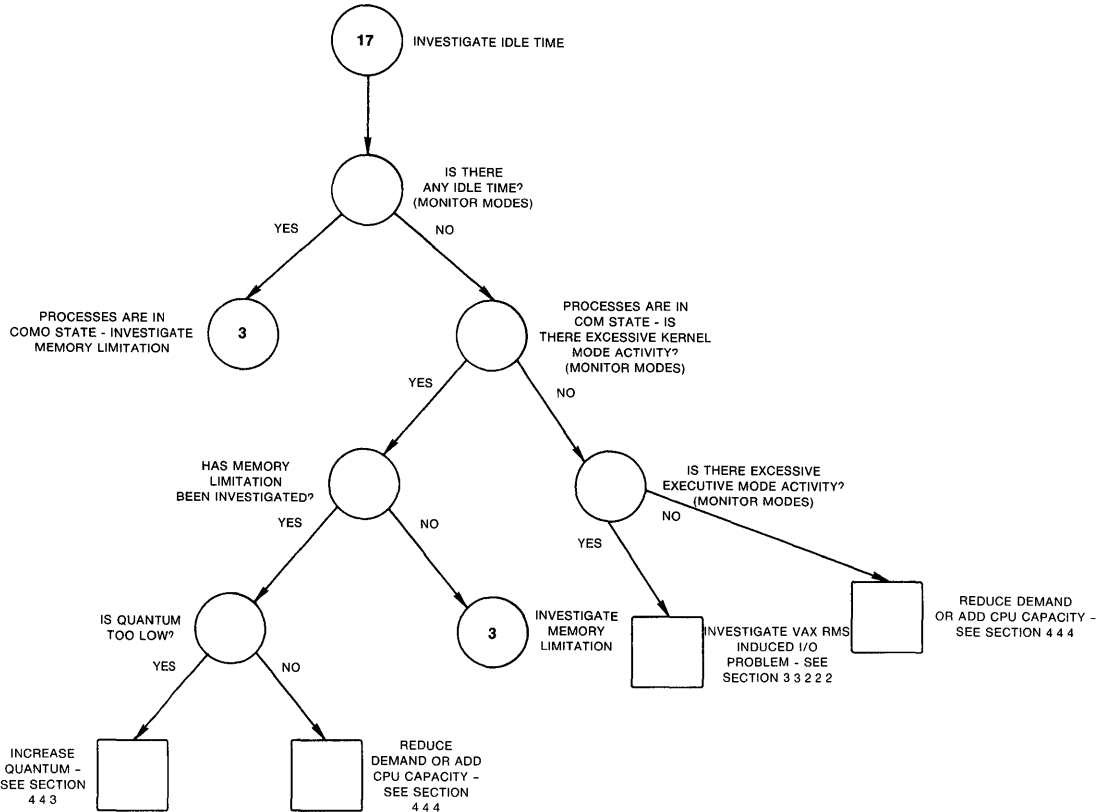 17
INVESTIGATE IDLE TIME
IS THERE
ANY IDLE TIME?
(MONITOR MODES)
YES
NO
PROCESSES ARE IN
COMO STATE - INVESTIGATE
MEMORY LIMITATION
3
PROCESSES ARE IN
COM STATE - IS
THERE EXCESSIVE KERNEL
MODE ACTIVITY?
(MONITOR MODES)
YES
NO
HAS MEMORY
LIMITATION
BEEN INVESTIGATED?
IS THERE EXCESSIVE
EXECUTIVE MODE ACTIVITY?
(MONITOR MODES)
YES
NO
YES
NO
IS QUANTUM
TOO LOW?
3
INVESTIGATE
MEMORY
LIMITATION
INVESTIGATE VAX RMS
INDUCED I/O
PROBLEM - SEE
SECTION 3 3 2 2 2
REDUCE DEMAND
OR ADD CPU CAPACITY -
SEE SECTION 4 4 4
YES
NO
INCREASE
QUANTUM -
SEE SECTION
4 4 3
REDUCE
DEMAND OR ADD
CPU CAPACITY -
SEE SECTION
4 4 4